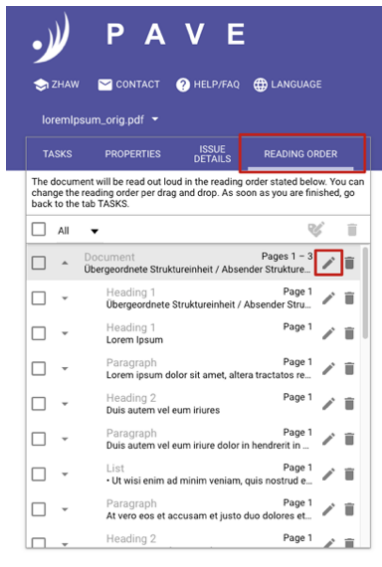 PAVE
ZHAW CONTACT HELP/FAQ LANGUAGE
loremIpsum_orig.pdf
TASKS PROPERTIES ISSUE DETAILS READING ORDER
The document will be read out loud in the reading order stated below. You can
change the reading order per drag and drop. As soon as you are finished, go
back to the tab TASKS.
All
Document Pages 1 – 3
Übergeordnete Struktureinheit / Absender Strukture...
Heading 1 Page 1
Übergeordnete Struktureinheit / Absender Stru...
Heading 1 Page 1
Lorem Ipsum
Paragraph Page 1
Lorem ipsum dolor sit amet, altera tractatos re...
Heading 2 Page 1
Duis autem vel eum iriures
Paragraph Page 1
Duis autem vel eum iriure dolor in hendrerit in ...
List Page 1
• Ut wisi enim ad minim veniam, quis nostrud e...
Paragraph Page 1
At vero eos et accusam et justo duo dolores et...
Heading 2 Page 1